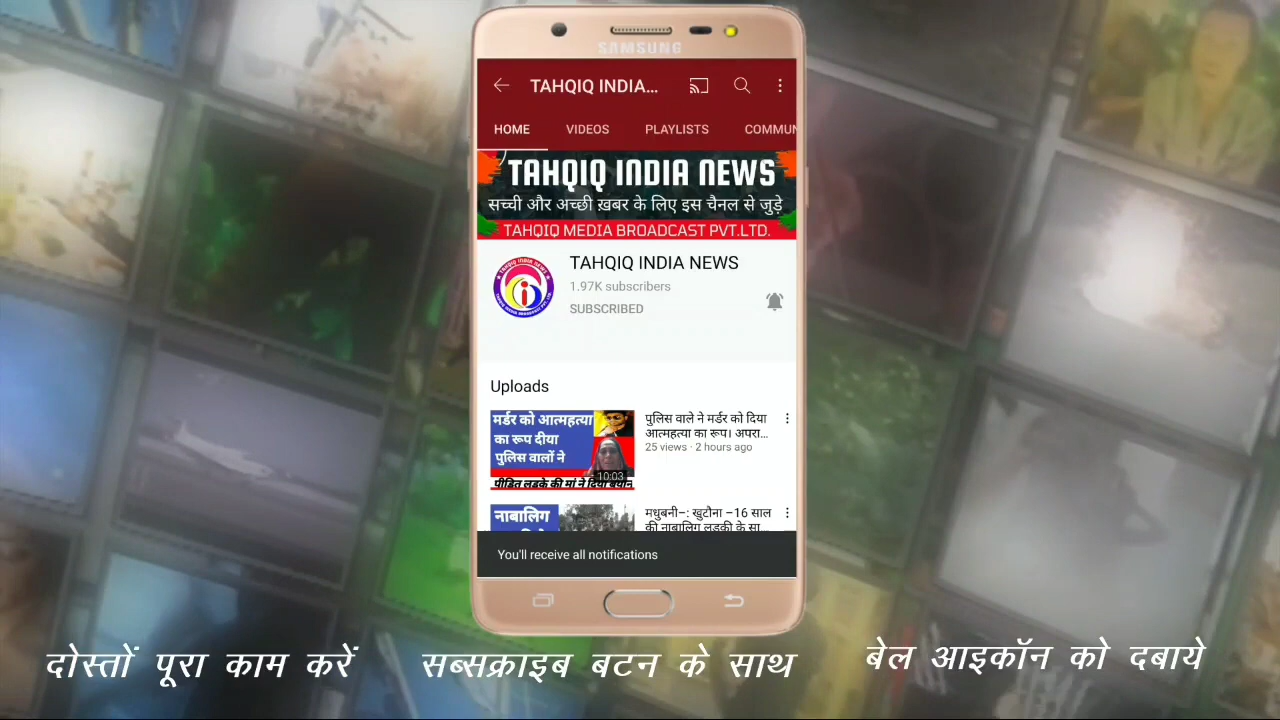 SAMSUNG
TAHQIQ INDIA...
HOME VIDEOS PLAYLISTS COMMUN
TAHQIQ INDIA NEWS
सच्ची और अच्छी ख़बर के लिए इस चैनल से जुड़े
TAHQIQ MEDIA BROADCAST PVT.LTD.
TAHQIQ INDIA NEWS
1.97K subscribers
SUBSCRIBED
Uploads
मर्डर को आत्महत्या
का रूप दीया
पुलिस वालों ने
10:03
पीड़ित लड़के की मां ने दिया बयान
पुलिस वाले ने मर्डर को दिया
आत्महत्या का रूप। अपरा...
25 views · 2 hours ago
नाबालिग
मधुबनी–: खुटौना –16 साल
की नाबालिग लड़की के सा...
You'll receive all notifications
दोस्तों पूरा काम करें सब्सक्राइब बटन के साथ बेल आइकॉन को दबाये